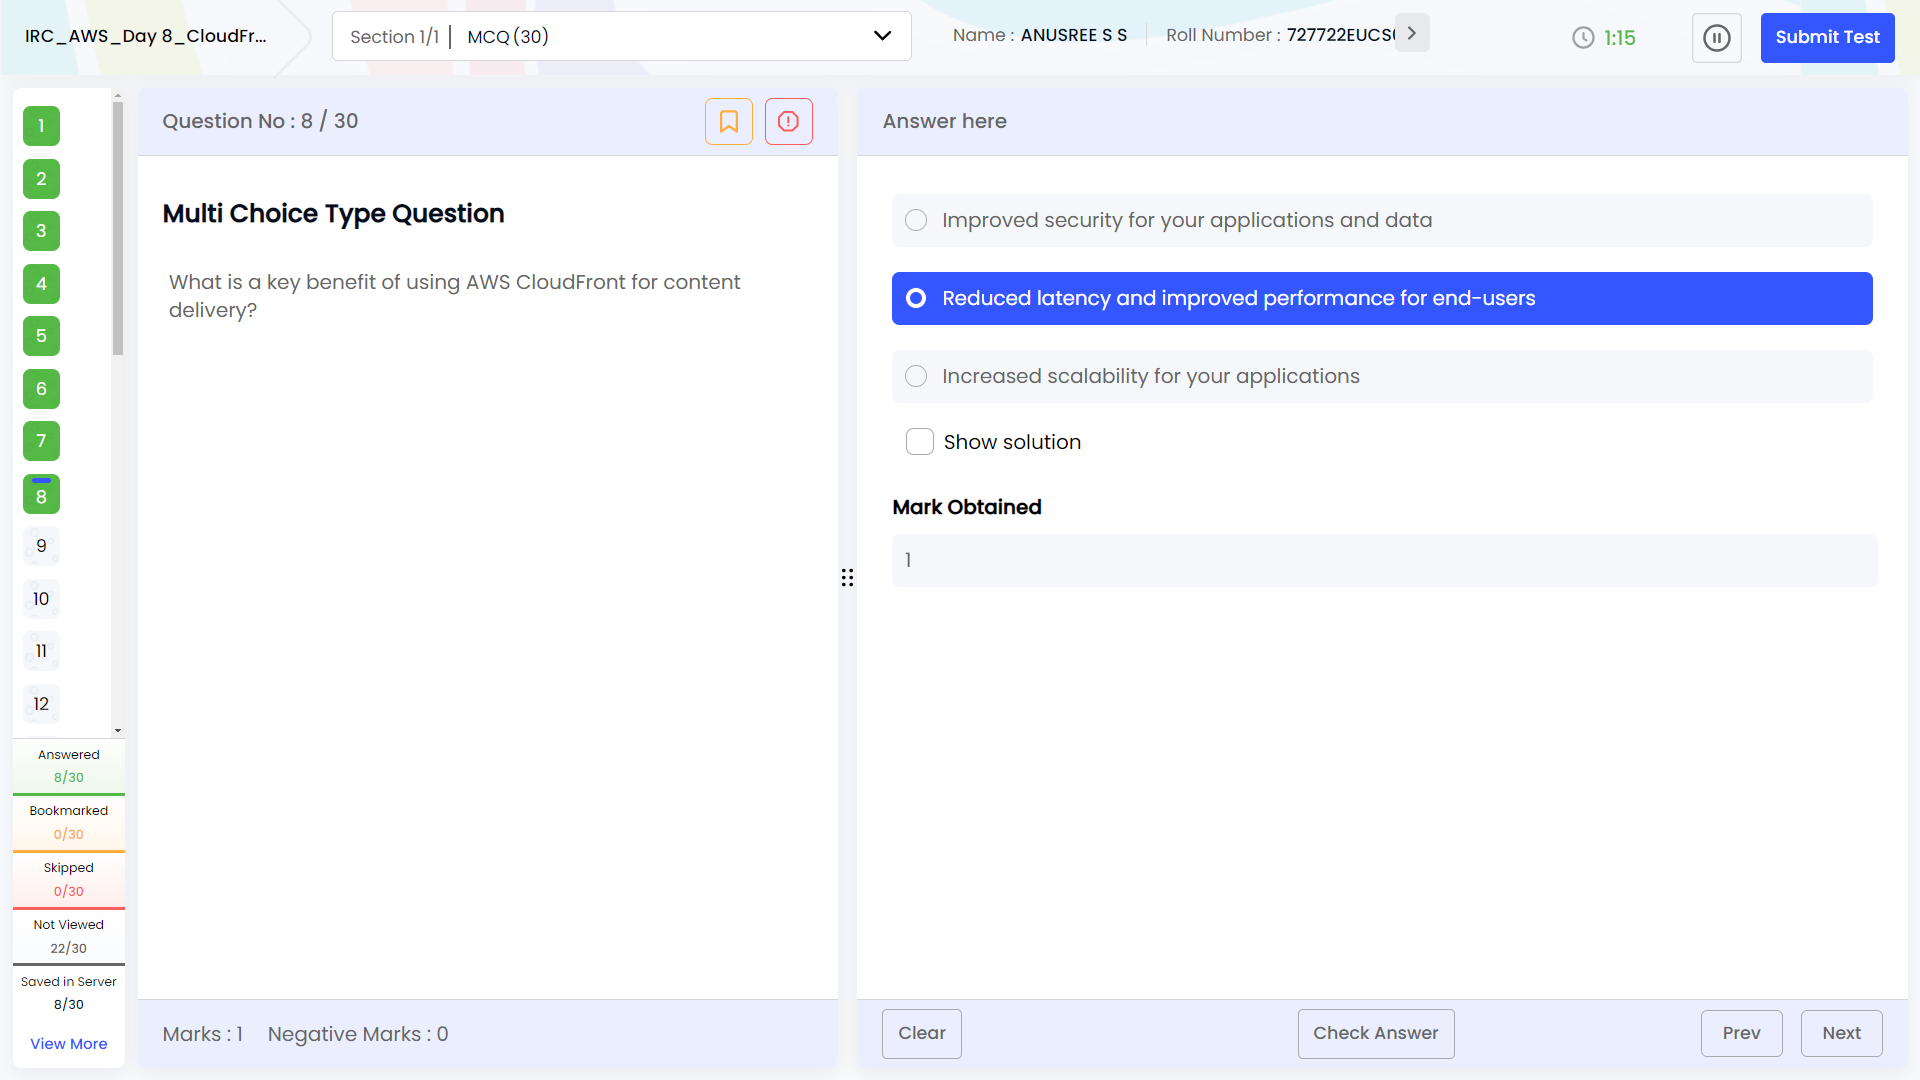 IRC_AWS_Day 8_CloudFr...
Section 1/1 | MCQ (30)
Name : ANUSREE S S
Roll Number : 727722EUCS
1:15
Submit Test
1
2
3
4
5
6
7
8
9
10
11
12
Answered
8/30
Bookmarked
0/30
Skipped
0/30
Not Viewed
22/30
Saved in Server
8/30
View More
Question No : 8 / 30
Multi Choice Type Question
What is a key benefit of using AWS CloudFront for content
delivery?
Marks : 1 Negative Marks : 0
Answer here
Improved security for your applications and data
Reduced latency and improved performance for end-users
Increased scalability for your applications
Show solution
Mark Obtained
1
Clear
Check Answer
Prev
Next